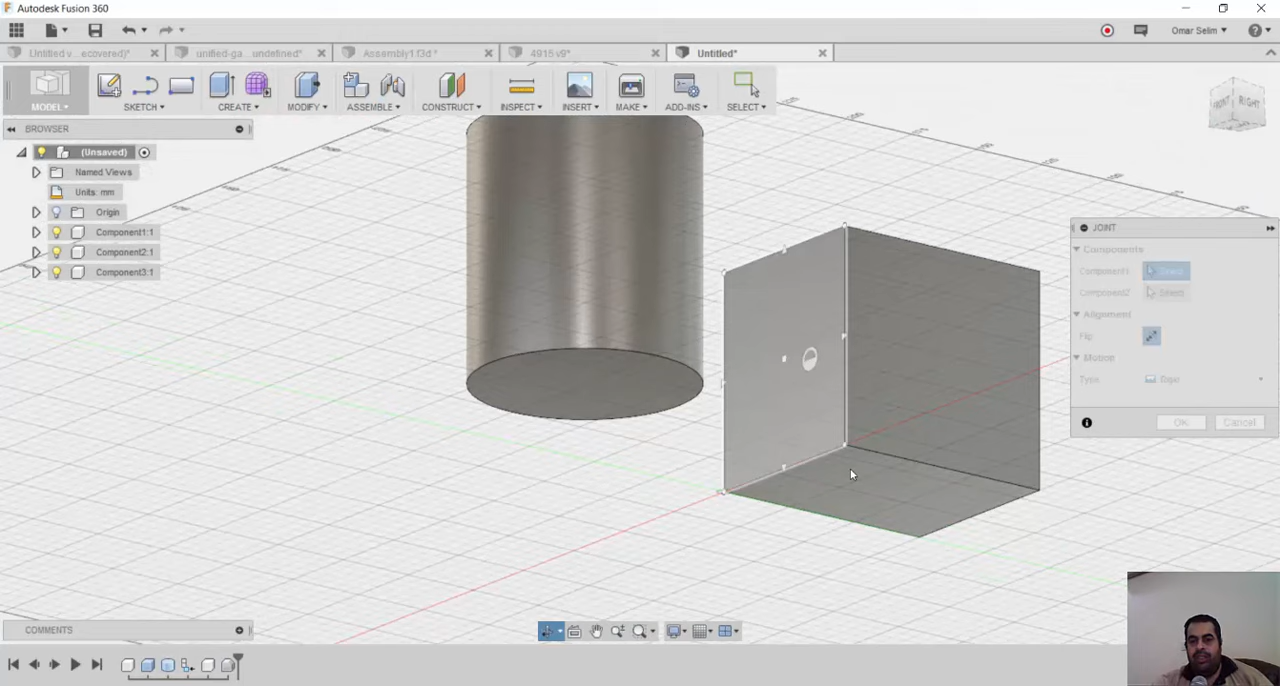 Autodesk Fusion 360
Omar Selim
Untitled v... ecovered)*
unified-ga... undefined*
Assembly1.f3d*
4915 v9*
Untitled*
MODEL
SKETCH
CREATE
MODIFY
ASSEMBLE
CONSTRUCT
INSPECT
INSERT
MAKE
ADD-INS
SELECT
FRONT
RIGHT
BROWSER
(Unsaved)
Named Views
Units: mm
Origin
Component1:1
Component2:1
Component3:1
JOINT
Components
Component1 Select
Component2 Select
Alignment
Flip
Motion
Type Rigid
OK Cancel
COMMENTS